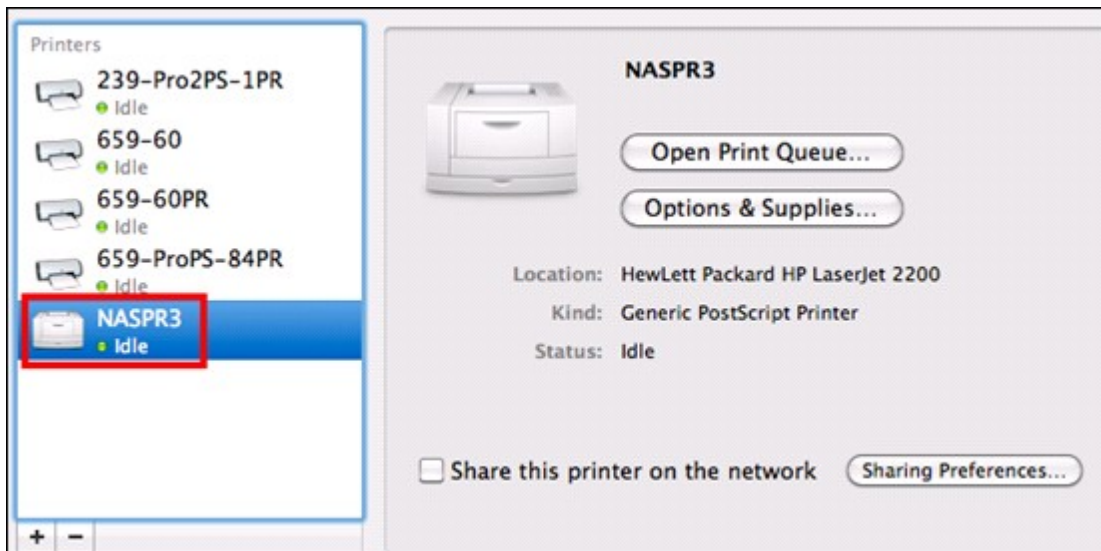 Printers
239-Pro2PS-1PR
Idle
659-60
Idle
659-60PR
Idle
659-ProPS-84PR
Idle
NASPR3
Idle
+ −
NASPR3
Open Print Queue...
Options & Supplies...
Location: HewLett Packard HP LaserJet 2200
Kind: Generic PostScript Printer
Status: Idle
Share this printer on the network Sharing Preferences...